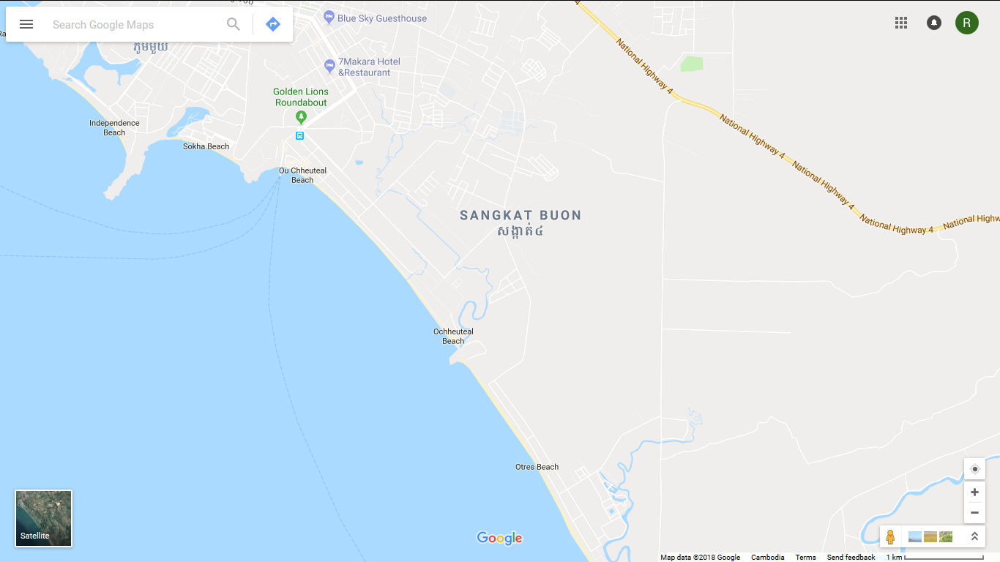 Search Google Maps
Blue Sky Guesthouse
ភូមិមួយ
7Makara Hotel
&Restaurant
Golden Lions
Roundabout
Independence
Beach
Sokha Beach
Ou Chheuteal
Beach
National Highway 4
National Highway 4
National Highway 4
National Highway 4
National Highw
4
R
SANGKAT BUON
សង្កាត់៤
Ochheuteal
Beach
Otres Beach
Satellite
Google
Map data ©2018 Google Cambodia Terms Send feedback 1 km